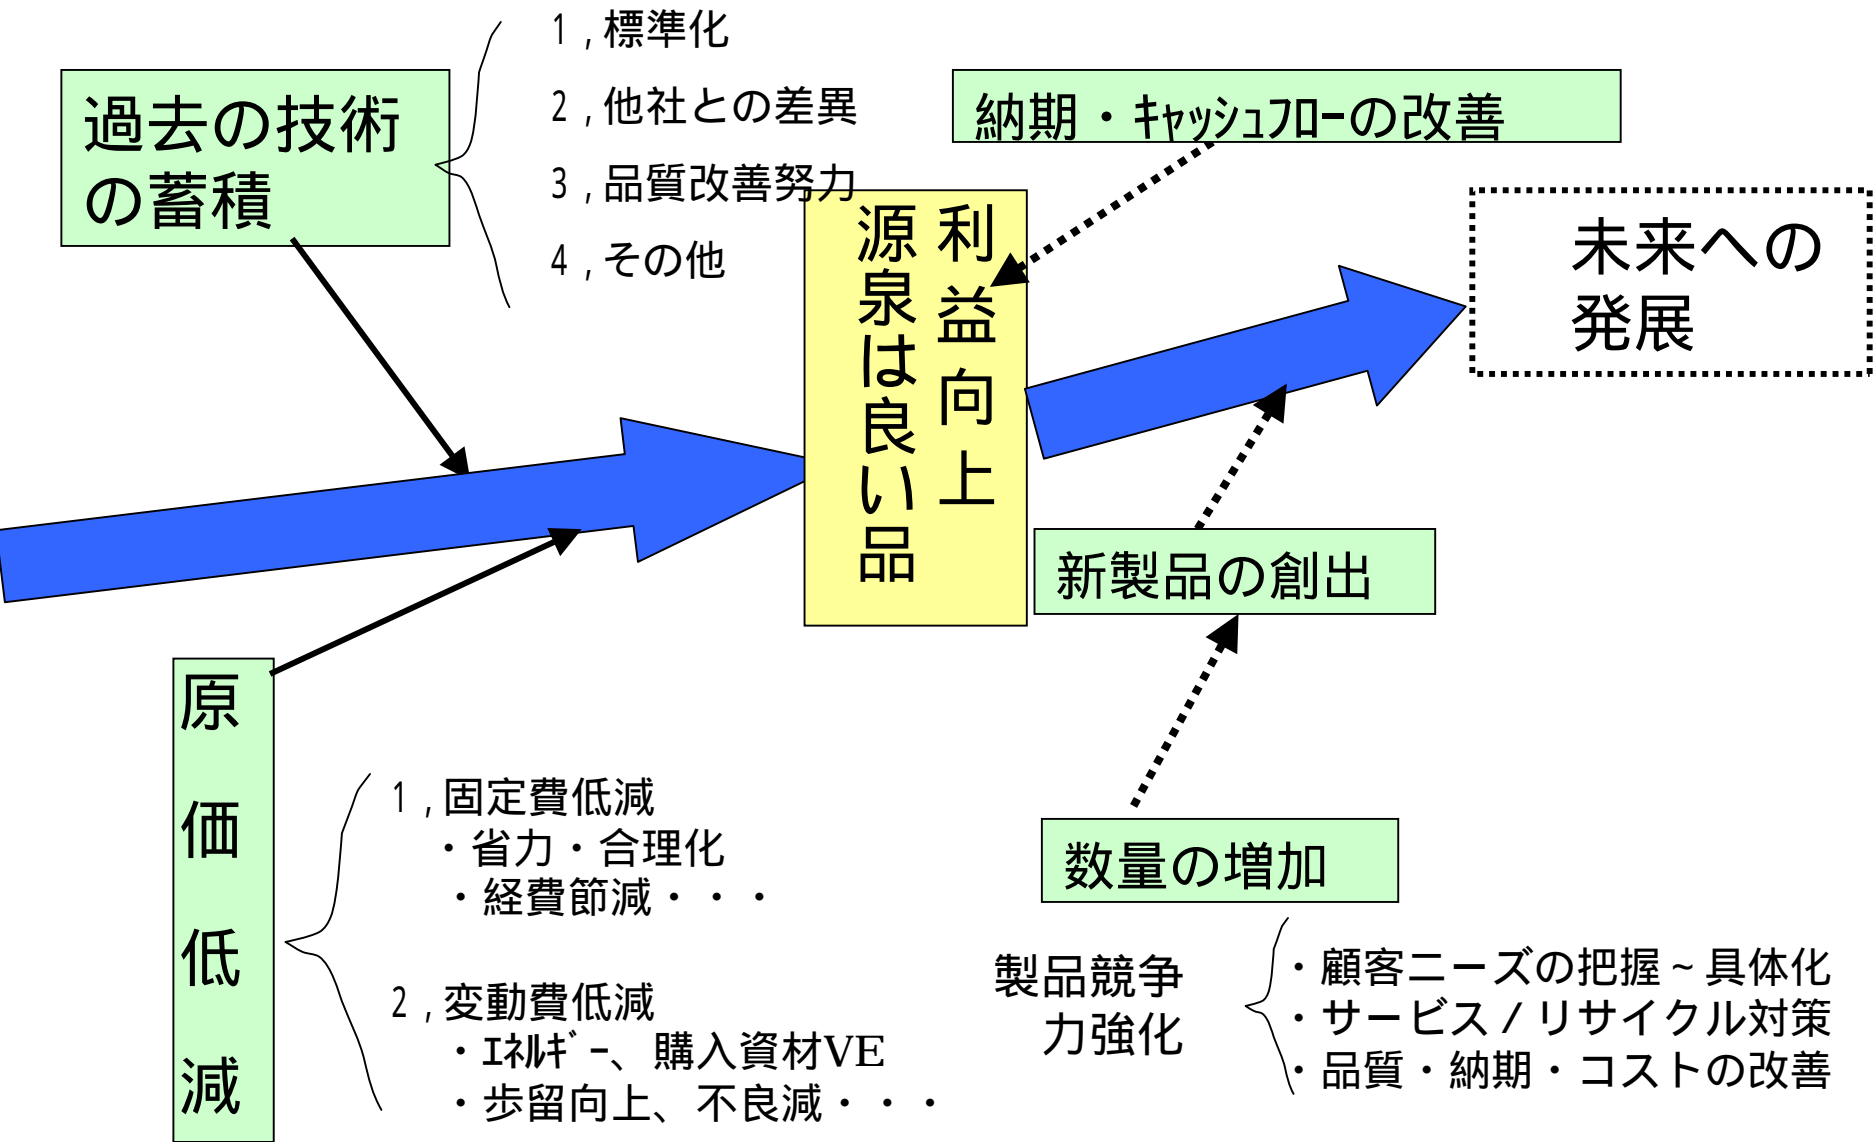 過去の技術
の蓄積
1,標準化
2,他社との差異
3,品質改善努力
4,その他
納期・ｷｬｯｼｭﾌﾛｰの改善
利益向上
源泉は良い品
未来への
発展
新製品の創出
原価低減
1,固定費低減
・省力・合理化
・経費節減・・・
2,変動費低減
・ｴﾈﾙｷﾞｰ、購入資材VE
・歩留向上、不良減・・・
数量の増加
製品競争
力強化
・顧客ニーズの把握~具体化
・サービス/リサイクル対策
・品質・納期・コストの改善